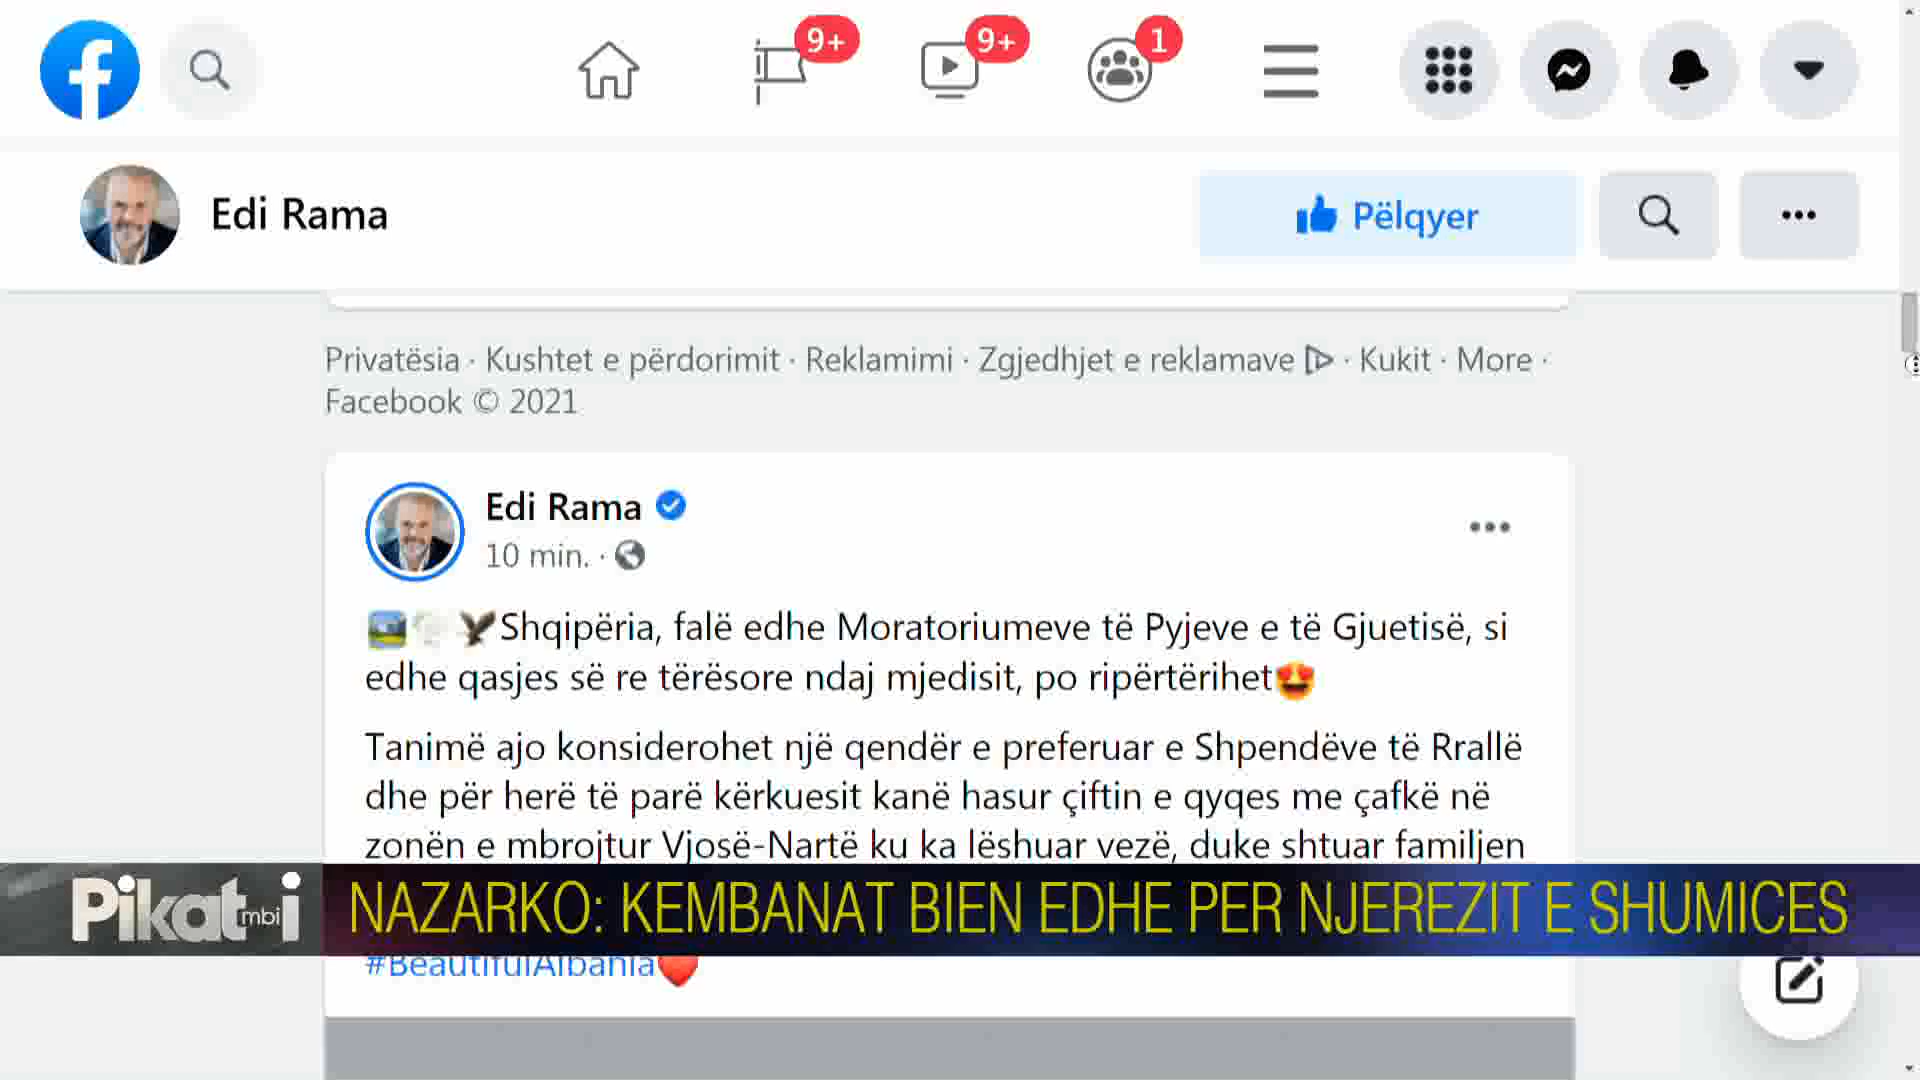 9+
9+
1
Edi Rama
Pëlqyer
Privatësia · Kushtet e përdorimit · Reklamimi · Zgjedhjet e reklamave · Kukit · More ·
Facebook © 2021
Edi Rama
10 min. ·
Shqipëria, falë edhe Moratoriumeve të Pyjeve e të Gjuetisë, si
edhe qasjes së re tërësore ndaj mjedisit, po ripërtërihet😍
Tanimë ajo konsiderohet një qendër e preferuar e Shpendëve të Rrallë
dhe për herë të parë kërkuesit kanë hasur çiftin e qyqes me çafkë në
zonën e mbrojtur Vjosë-Nartë ku ka lëshuar vezë, duke shtuar familjen
Pikat mbi i
NAZARKO: KEMBANAT BIEN EDHE PER NJEREZIT E SHUMICES
#BeautifulAlbania❤️